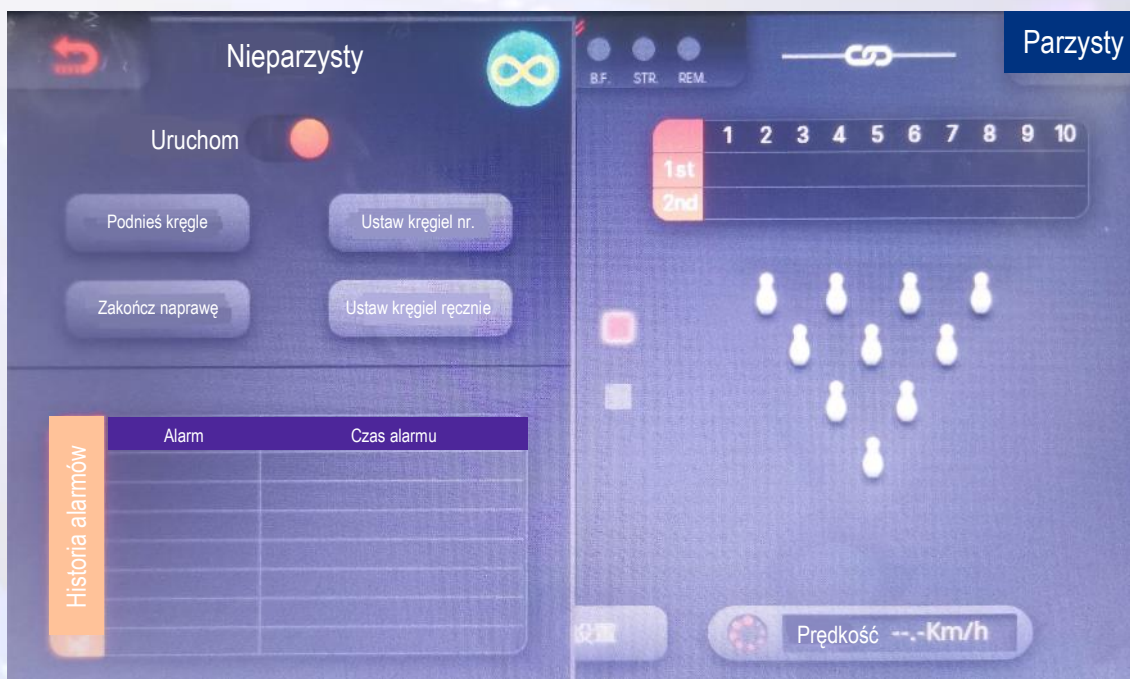 Nieparzysty
Uruchom
Podnieś kręgle
Ustaw kręgiel nr.
Zakończ naprawę
Ustaw kręgiel ręcznie
Historia alarmów
Alarm
Czas alarmu
B.F. STR. REM.
Parzysty
1 2 3 4 5 6 7 8 9 10
1st
2nd
设置
Prędkość --.-Km/h